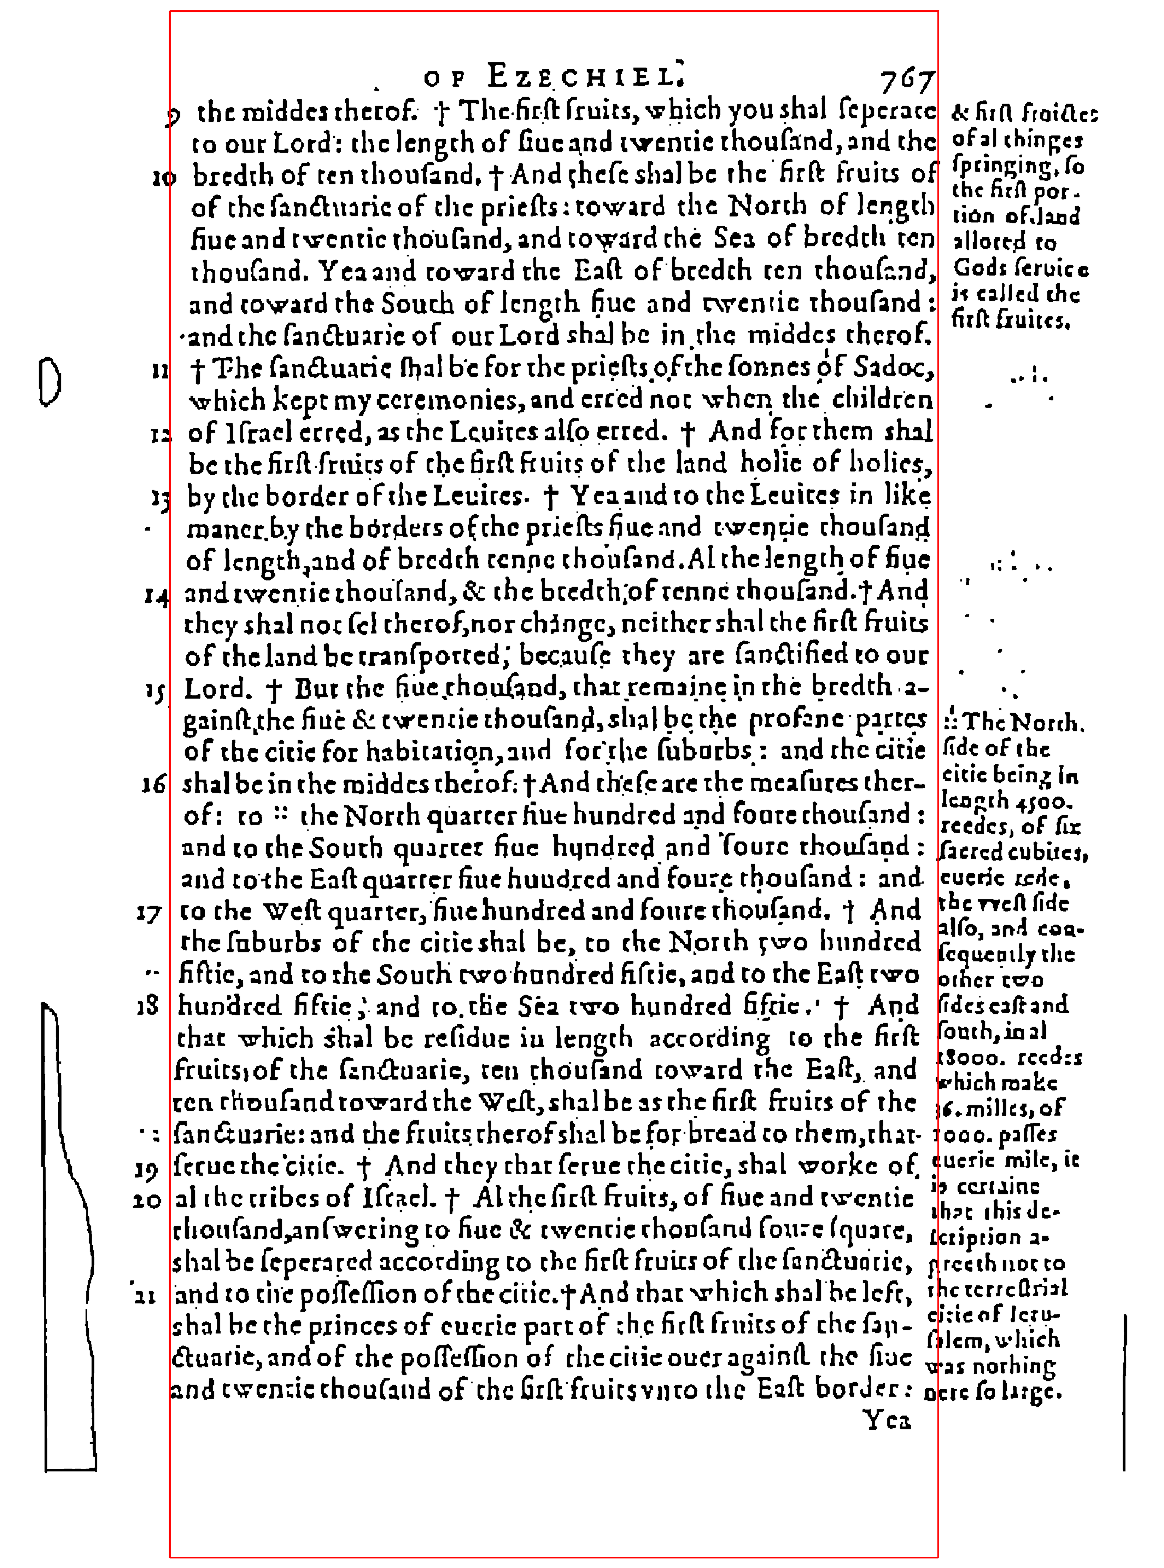 OF EZECHIEL. 767
9 the middes therof. † The first fruits, which you shal seperate
to our Lord: the length of fiue and twentie thousand, and the
10 bredth of ten thousand. † And these shal be the first fruits of
of the sanctuarie of the priests: toward the North of length
fiue and twentie thousand, and toward the Sea of bredth ten
thousand. Yea and toward the East of bredth ten thousand,
and toward the South of length fiue and twentie thousand:
and the sanctuarie of our Lord shal be in the middes therof.
11 † The sanctuarie shal be for the priests of the sonnes of Sadoc,
which kept my ceremonies, and erred not when the children
12 of Israel erred, as the Leuites also erred. † And for them shal
be the first fruits of the first fruits of the land holie of holies,
13 by the border of the Leuites. † Yea and to the Leuites in like
maner by the borders of the priests fiue and twentie thousand
of length, and of bredth tenne thousand. Al the length of fiue
14 and twentie thousand, & the bredth of tenne thousand. † And
they shal not sel therof, nor change, neither shal the first fruits
of the land be transported, because they are sanctified to our
15 Lord. † But the fiue thousand, that remaine in the bredth a-
gainst the fiue & twentie thousand, shal be the profane partes
of the citie for habitation, and for the suburbs: and the citie
16 shal be in the middes therof. † And these are the measures ther-
of: to :: the North quarter fiue hundred and foure thousand:
and to the South quarter fiue hundred and foure thousand:
and to the East quarter fiue huudred and foure thousand: and
17 to the West quarter, fiue hundred and foure thousand. † And
the suburbs of the citie shal be, to the North two hundred
fiftie, and to the South two hundred fiftie, and to the East two
18 hundred fiftie, and to the Sea two hundred fiftie. † And
that which shal be residue in length according to the first
fruits of the sanctuarie, ten thousand toward the East, and
ten thousand toward the West, shal be as the first fruits of the
sanctuarie: and the fruits therof shal be for bread to them, that
19 serue the citie. † And they that serue the citie, shal worke of
20 al the tribes of Israel. † Al the first fruits, of fiue and twentie
thousand, answering to fiue & twentie thousand foure square,
shal be seperated according to the first fruits of the sanctuarie,
21 and to the possession of the citie. † And that which shal be left,
shal be the princes of euerie part of the first fruits of the san-
ctuarie, and of the possession of the citie ouer against the fiue
and twentie thousand of the first fruits vnto the East border:
Yea
& first froictes
of al thinges
springing, so
the first por-
tion of land
alloted to
Gods seruice
is called the
first fruites.
:: The North
side of the
citie being in
length 4500.
reedes, of six
sacred cubites,
euerie rede,
the west side
also, and con-
sequently the
other two
sides east and
south, in al
18000. reedes
which make
36. milles, of
1000. passes
euerie mile, it
is certaine
that this de-
scription a-
greeth not to
the terrestrial
citie of Ieru-
salem, which
was nothing
nere so large.